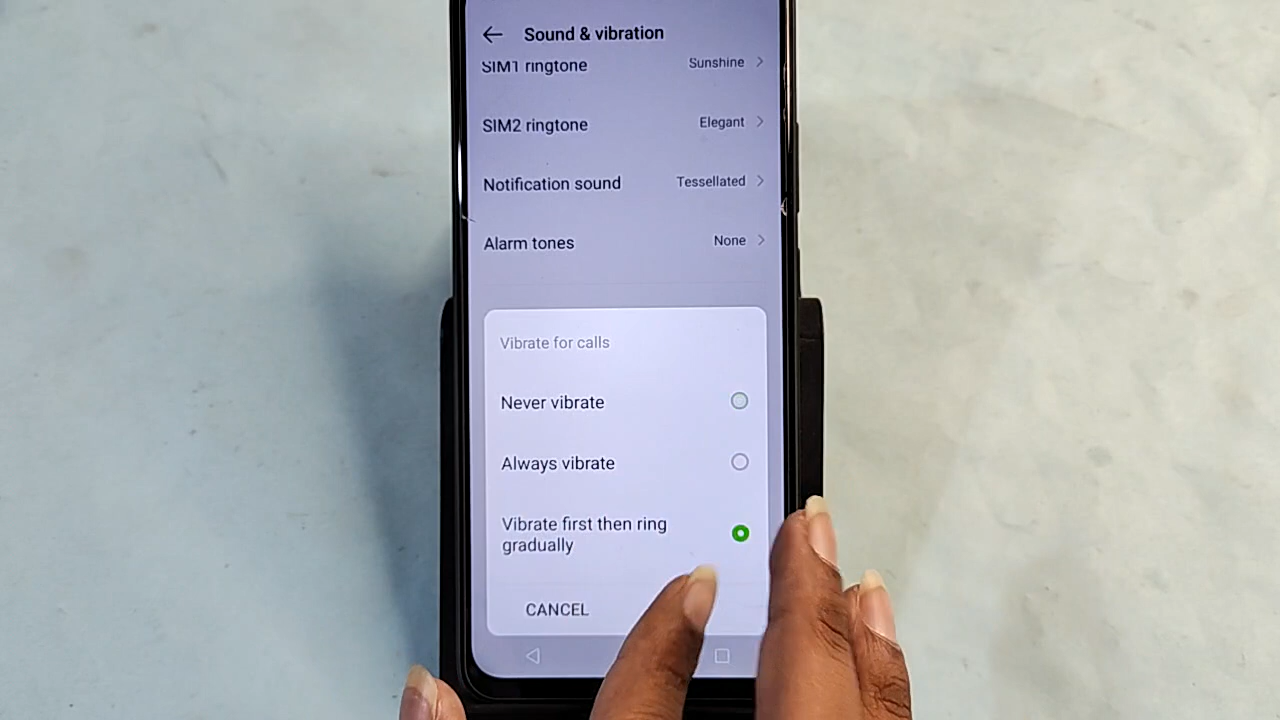 Sound & vibration
SIM1 ringtone Sunshine
SIM2 ringtone Elegant
Notification sound Tessellated
Alarm tones None
Vibrate for calls
Never vibrate
Always vibrate
Vibrate first then ring
gradually
CANCEL